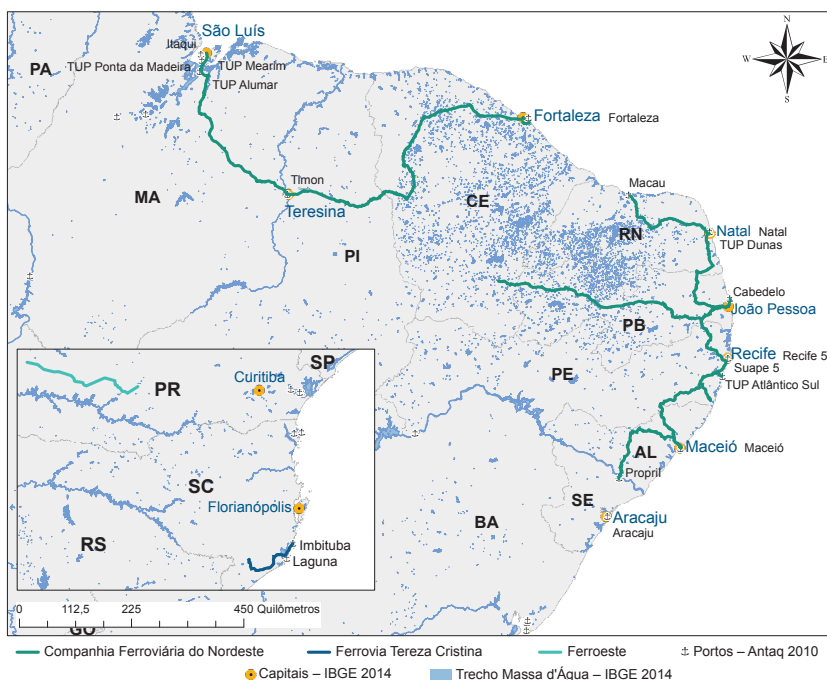 São Luís
Itaqui
TUP Ponta da Madeira
TUP Mearim
TUP Alumar
PA
N
W
E
S
Fortaleza Fortaleza
MA
Timon
Teresina
CE
Macau
RN
Natal Natal
TUP Dunas
PI
Cabedelo
João Pessoa
PB
Recife Recife 5
Suape 5
TUP Atlântico Sul
PE
SP
Curitiba
PR
AL
Maceió Maceió
Propril
SC
SE
Florianópolis
BA
Aracaju
Aracaju
RS
Imbituba
Laguna
0 112,5 225 450 Quilômetros
GO
Companhia Ferroviária do Nordeste Ferrovia Tereza Cristina Ferroeste Portos – Antaq 2010
Capitais – IBGE 2014 Trecho Massa d'Água – IBGE 2014